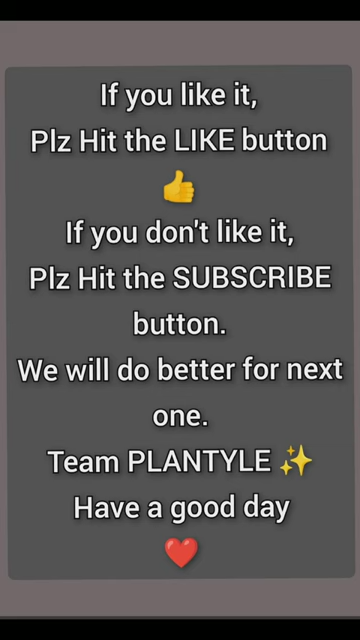 If you like it,
Plz Hit the LIKE button
👍
If you don't like it,
Plz Hit the SUBSCRIBE
button.
We will do better for next
one.
Team PLANTYLE ✨
Have a good day
❤️